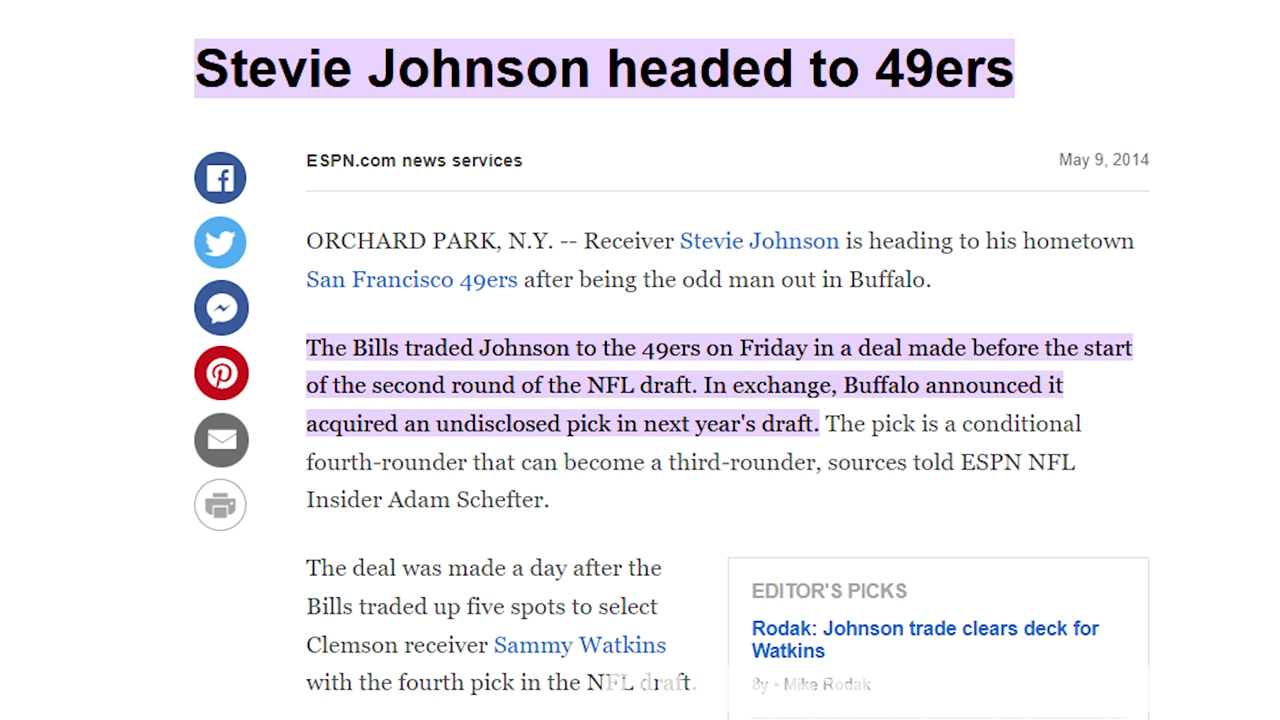 Stevie Johnson headed to 49ers
ESPN.com news services
May 9, 2014
ORCHARD PARK, N.Y. -- Receiver Stevie Johnson is heading to his hometown
San Francisco 49ers after being the odd man out in Buffalo.
The Bills traded Johnson to the 49ers on Friday in a deal made before the start
of the second round of the NFL draft. In exchange, Buffalo announced it
acquired an undisclosed pick in next year's draft. The pick is a conditional
fourth-rounder that can become a third-rounder, sources told ESPN NFL
Insider Adam Schefter.
The deal was made a day after the
Bills traded up five spots to select
Clemson receiver Sammy Watkins
with the fourth pick in the NFL draft.
EDITOR'S PICKS
Rodak: Johnson trade clears deck for
Watkins
8y • Mike Rodak